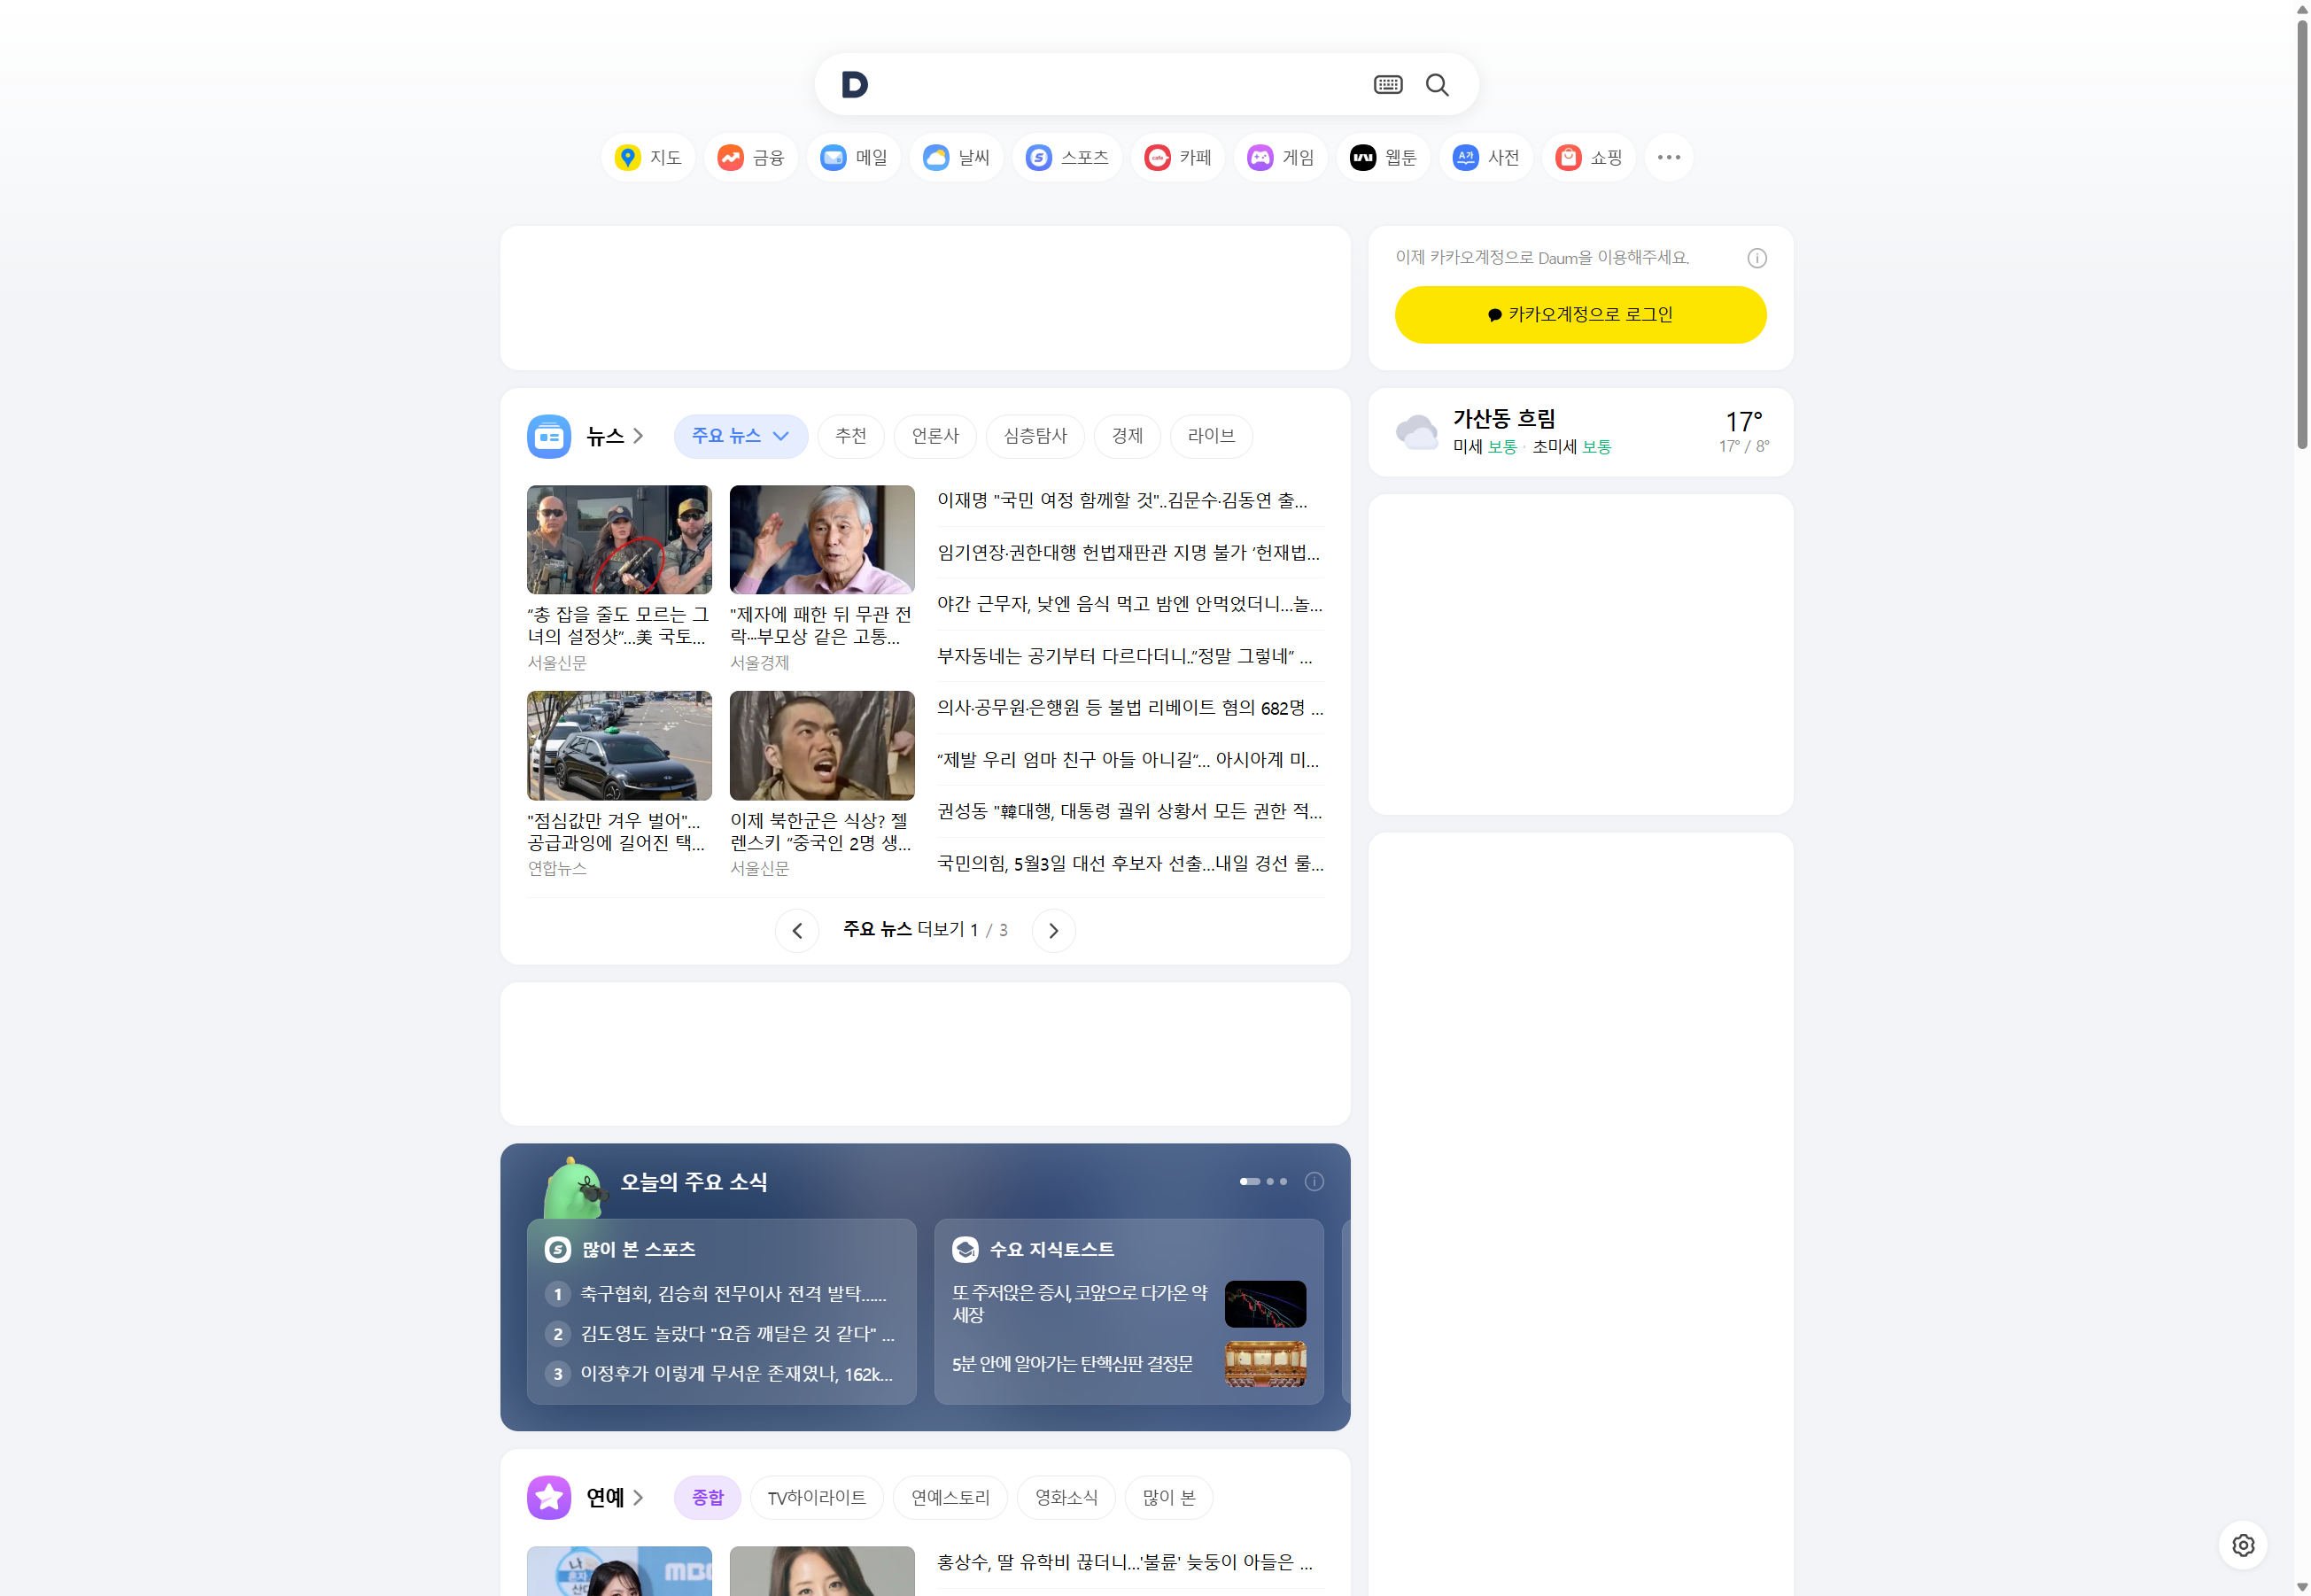 D
지도
금융
메일
날씨
스포츠
cafe 카페
게임
웹툰
사전
쇼핑
이제 카카오계정으로 Daum을 이용해주세요.
카카오계정으로 로그인
뉴스
주요 뉴스
추천
언론사
심층탐사
경제
라이브
가산동 흐림
미세 보통 · 초미세 보통
17°
17° / 8°
“총 잡을 줄도 모르는 그
녀의 설정샷”...美 국토...
서울신문
"제자에 패한 뒤 무관 전
락···부모상 같은 고통...
서울경제
"점심값만 겨우 벌어"...
공급과잉에 길어진 택...
연합뉴스
이제 북한군은 식상? 젤
렌스키 “중국인 2명 생...
서울신문
이재명 "국민 여정 함께할 것"..김문수·김동연 출...
임기연장·권한대행 헌법재판관 지명 불가 ‘헌재법...
야간 근무자, 낮엔 음식 먹고 밤엔 안먹었더니...놀...
부자동네는 공기부터 다르다더니..“정말 그렇네” ...
의사·공무원·은행원 등 불법 리베이트 혐의 682명 ...
“제발 우리 엄마 친구 아들 아니길”... 아시아계 미...
권성동 "韓대행, 대통령 궐위 상황서 모든 권한 적...
국민의힘, 5월3일 대선 후보자 선출...내일 경선 룰...
주요 뉴스 더보기 1 / 3
오늘의 주요 소식
많이 본 스포츠
1 축구협회, 김승희 전무이사 전격 발탁......
2 김도영도 놀랐다 "요즘 깨달은 것 같다" ...
3 이정후가 이렇게 무서운 존재였나, 162k...
수요 지식토스트
또 주저앉은 증시, 코앞으로 다가온 약
세장
5분 안에 알아가는 탄핵심판 결정문
연예
종합
TV하이라이트
연예스토리
영화소식
많이 본
홍상수, 딸 유학비 끊더니...'불륜' 늦둥이 아들은 ...